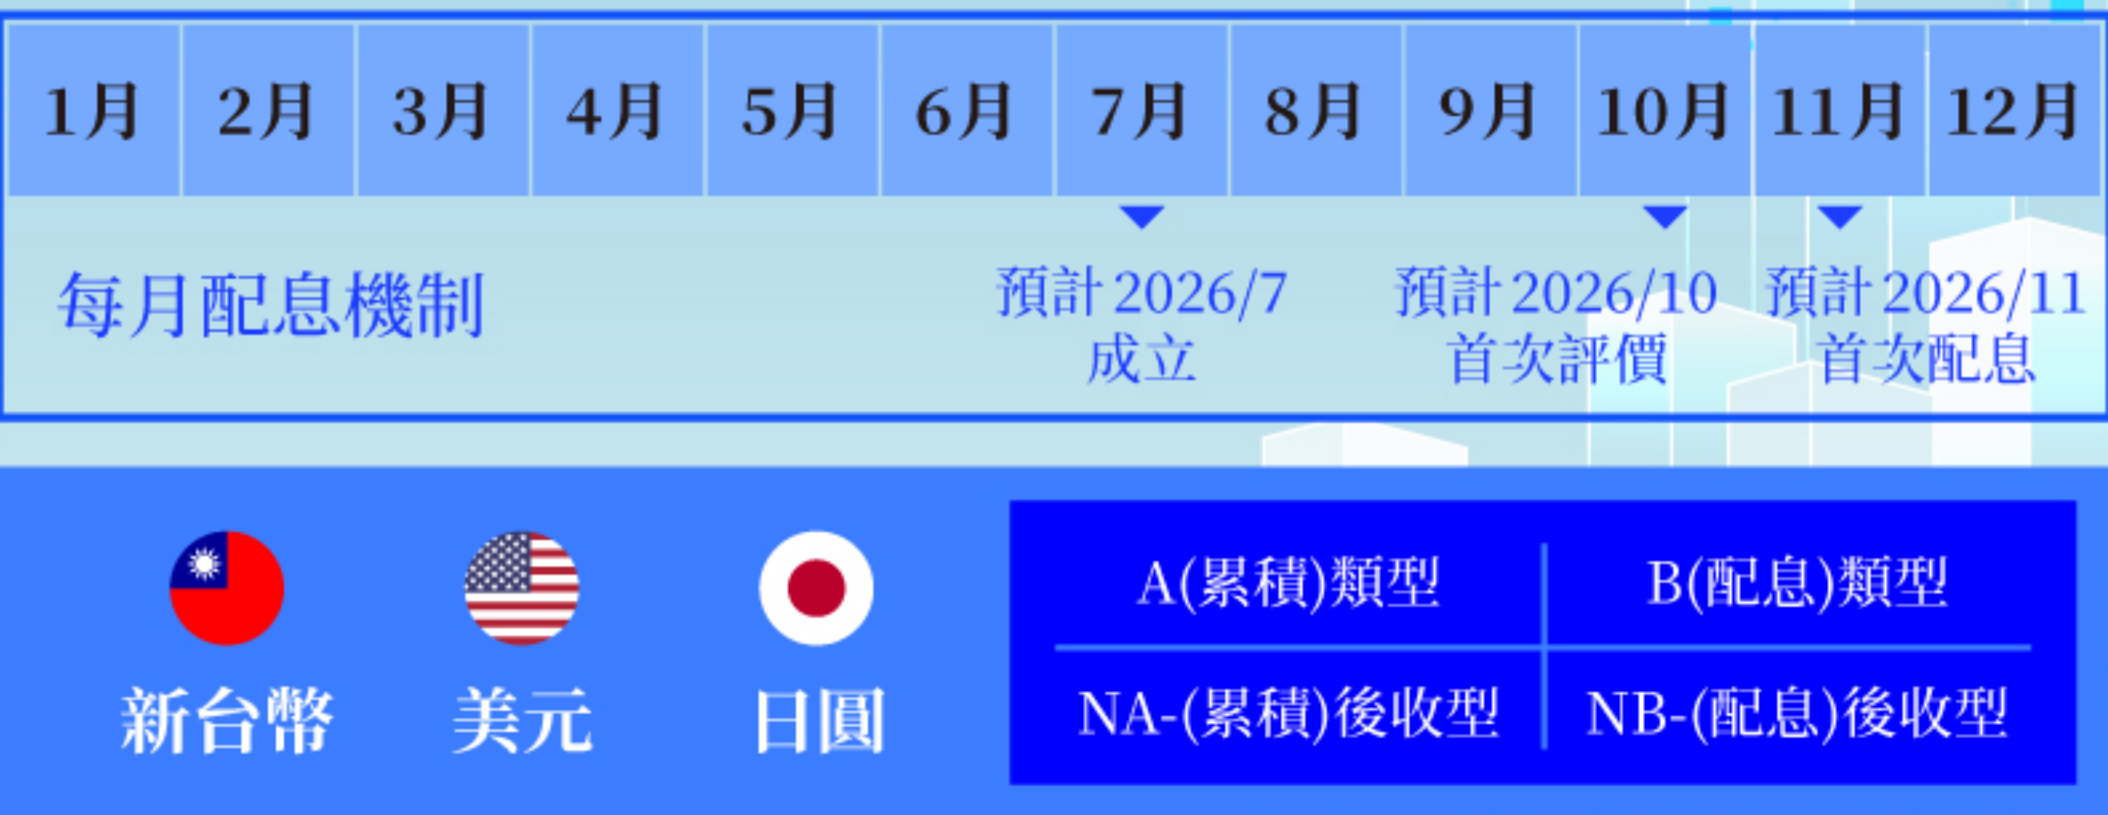 1月 2月 3月 4月 5月 6月 7月 8月 9月 10月 11月 12月
每月配息機制
預計2026/7
成立
預計2026/10
首次評價
預計2026/11
首次配息
新台幣 美元 日圓
A(累積)類型 B(配息)類型
NA-(累積)後收型 NB-(配息)後收型